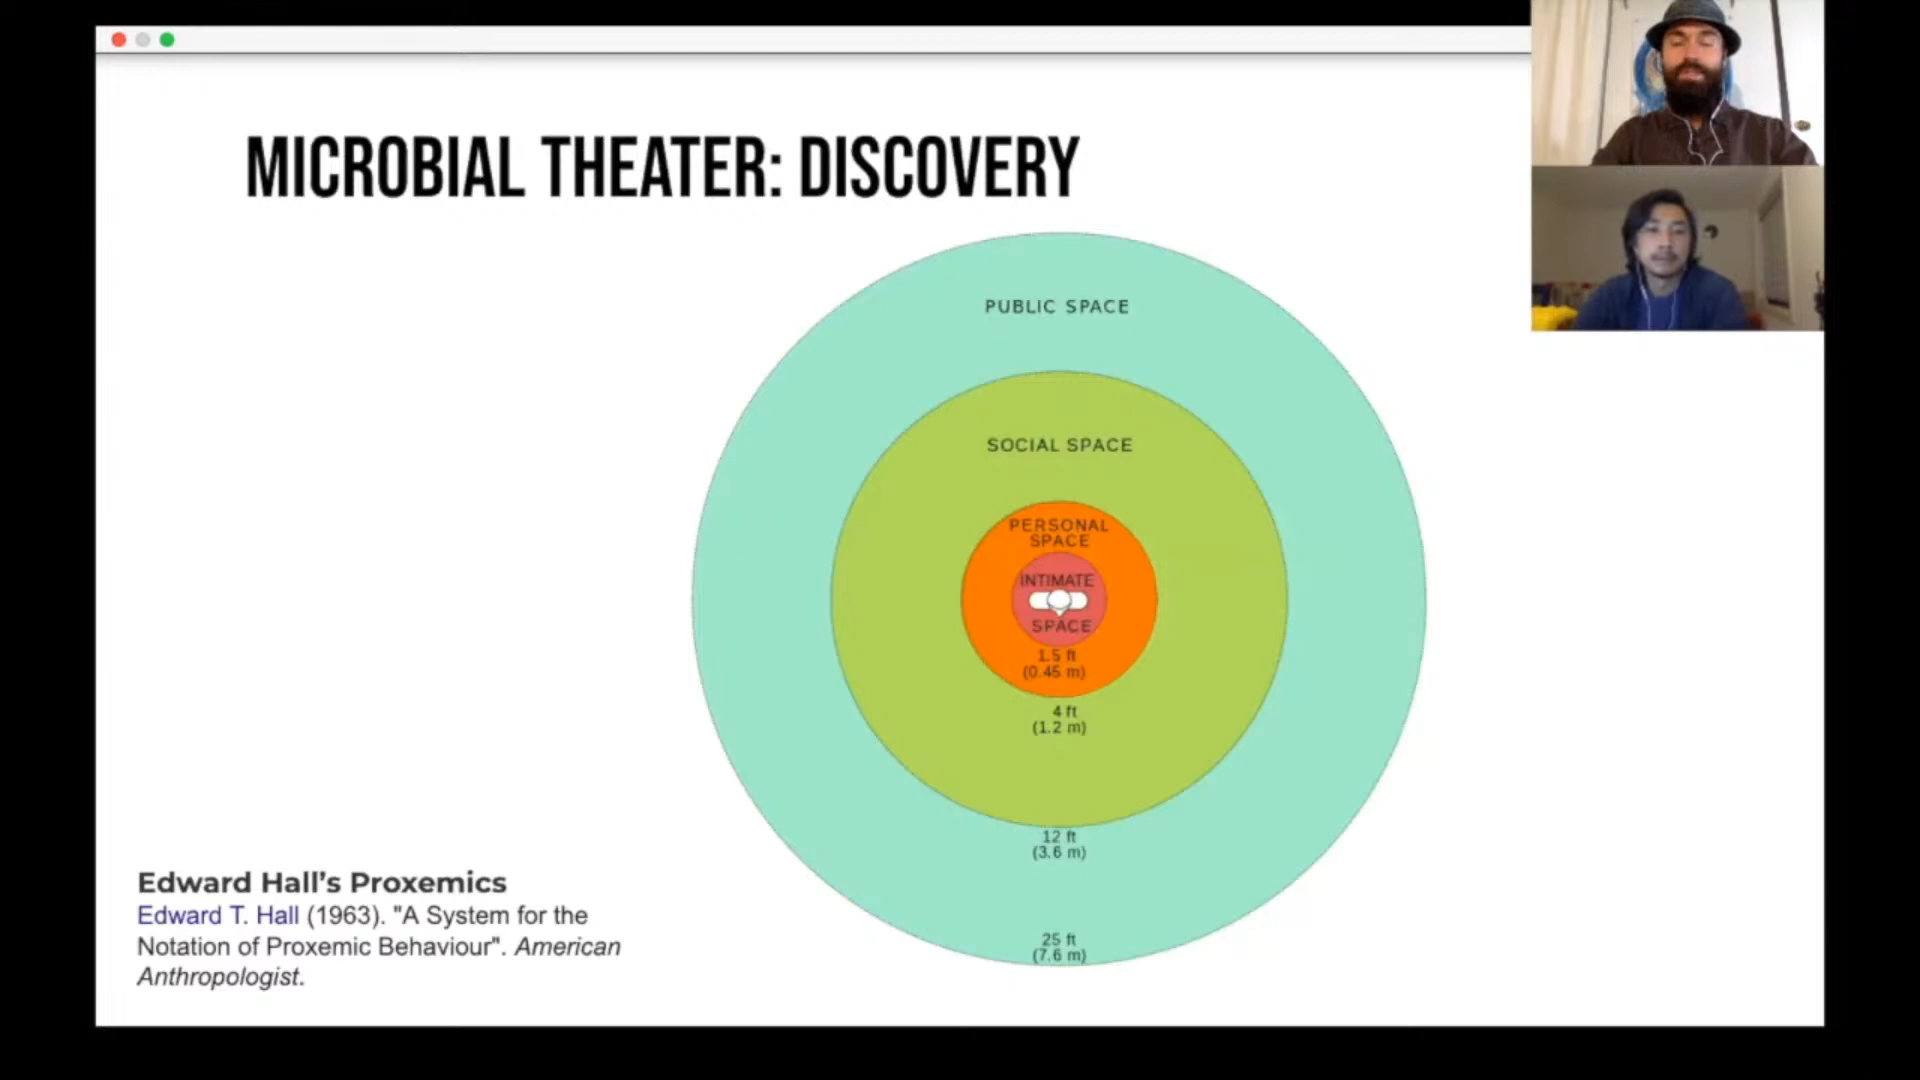 MICROBIAL THEATER: DISCOVERY
PUBLIC SPACE
SOCIAL SPACE
PERSONAL
SPACE
INTIMATE
SPACE
1.5 ft
(0.45 m)
4 ft
(1.2 m)
12 ft
(3.6 m)
25 ft
(7.6 m)
Edward Hall's Proxemics
Edward T. Hall (1963). "A System for the
Notation of Proxemic Behaviour". American
Anthropologist.